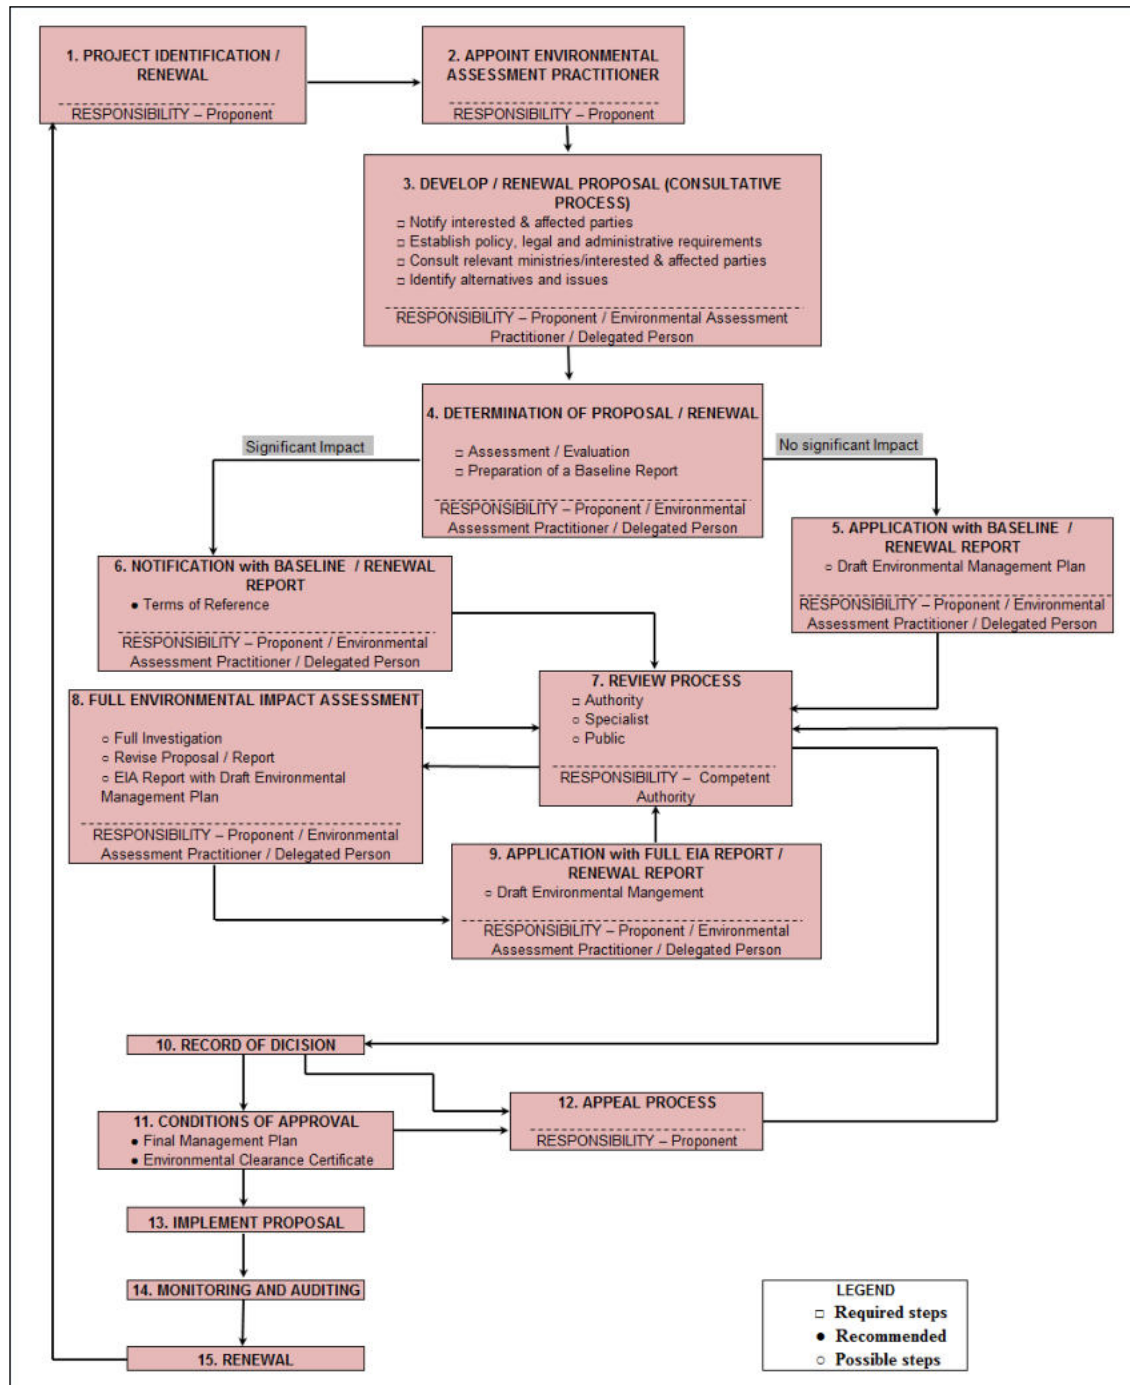 1. PROJECT IDENTIFICATION /
RENEWAL
RESPONSIBILITY – Proponent
2. APPOINT ENVIRONMENTAL
ASSESSMENT PRACTITIONER
RESPONSIBILITY – Proponent
3. DEVELOP / RENEWAL PROPOSAL (CONSULTATIVE
PROCESS)
□ Notify interested & affected parties
□ Establish policy, legal and administrative requirements
□ Consult relevant ministries/interested & affected parties
□ Identify alternatives and issues
RESPONSIBILITY – Proponent / Environmental Assessment
Practitioner / Delegated Person
4. DETERMINATION OF PROPOSAL / RENEWAL
□ Assessment / Evaluation
□ Preparation of a Baseline Report
RESPONSIBILITY – Proponent / Environmental
Assessment Practitioner / Delegated Person
Significant Impact
No significant Impact
5. APPLICATION with BASELINE /
RENEWAL REPORT
○ Draft Environmental Management Plan
RESPONSIBILITY – Proponent / Environmental
Assessment Practitioner / Delegated Person
6. NOTIFICATION with BASELINE / RENEWAL
REPORT
● Terms of Reference
RESPONSIBILITY – Proponent / Environmental
Assessment Practitioner / Delegated Person
7. REVIEW PROCESS
□ Authority
○ Specialist
○ Public
RESPONSIBILITY – Competent
Authority
8. FULL ENVIRONMENTAL IMPACT ASSESSMENT
○ Full Investigation
○ Revise Proposal / Report
○ EIA Report with Draft Environmental
Management Plan
RESPONSIBILITY – Proponent / Environmental
Assessment Practitioner / Delegated Person
9. APPLICATION with FULL EIA REPORT /
RENEWAL REPORT
○ Draft Environmental Mangement
RESPONSIBILITY – Proponent / Environmental
Assessment Practitioner / Delegated Person
10. RECORD OF DICISION
11. CONDITIONS OF APPROVAL
● Final Management Plan
● Environmental Clearance Certificate
12. APPEAL PROCESS
RESPONSIBILITY – Proponent
13. IMPLEMENT PROPOSAL
14. MONITORING AND AUDITING
15. RENEWAL
LEGEND
□ Required steps
● Recommended
○ Possible steps